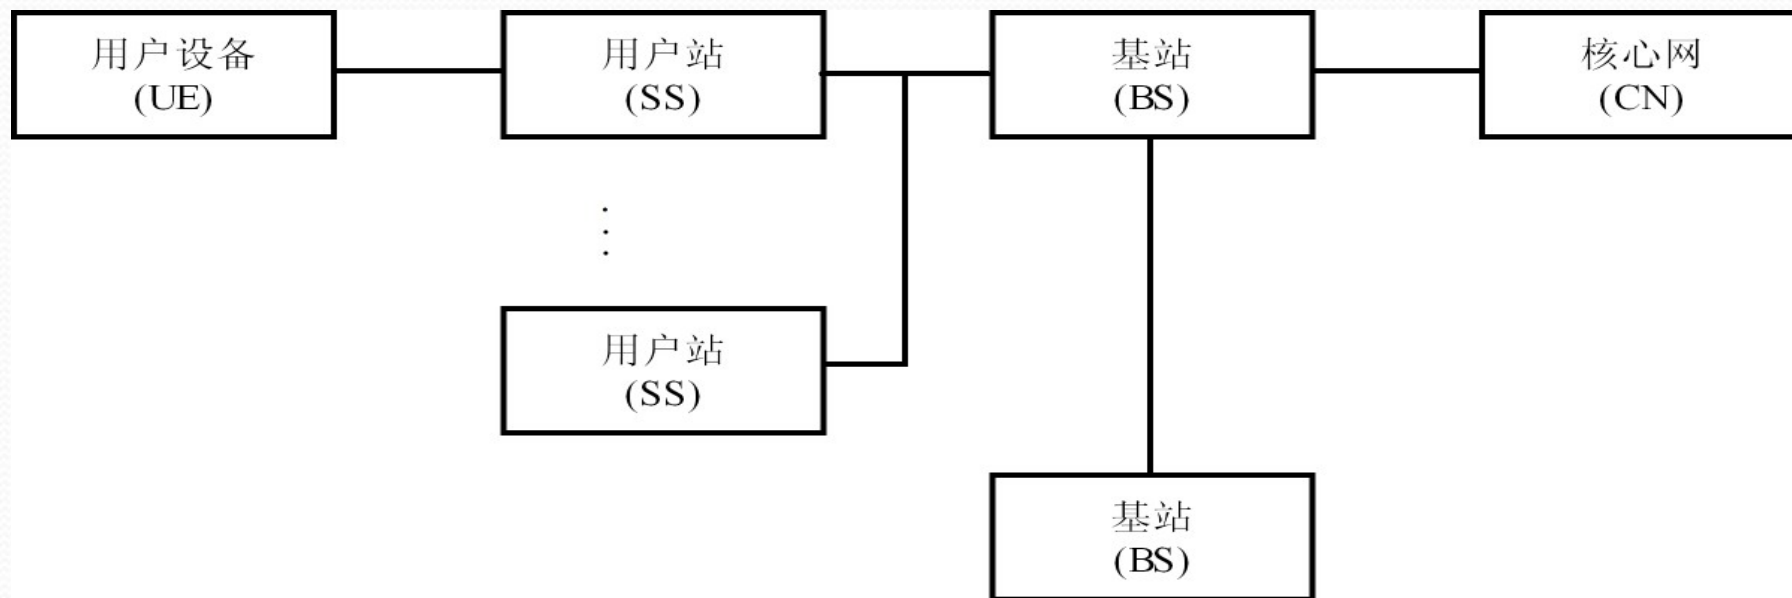 用户设备
(UE)
用户站
(SS)
基站
(BS)
核心网
(CN)
用户站
(SS)
基站
(BS)